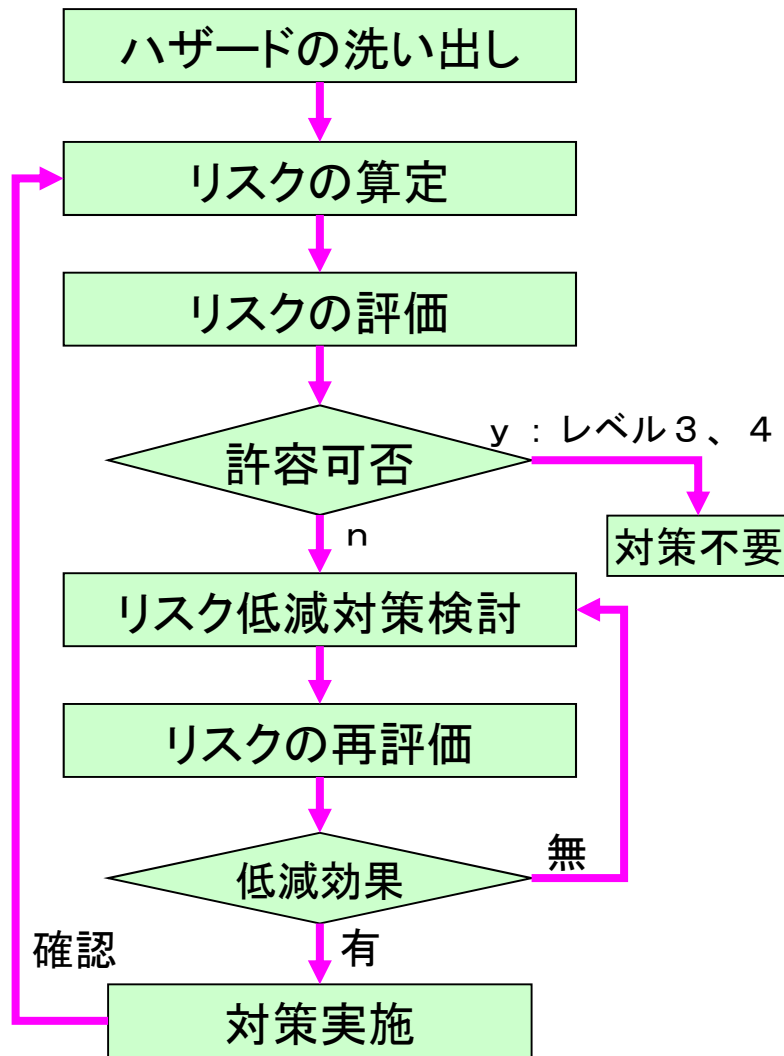 ハザードの洗い出し
リスクの算定
リスクの評価
許容可否
y：レベル３、４
n
対策不要
リスク低減対策検討
リスクの再評価
低減効果
無
有
確認
対策実施